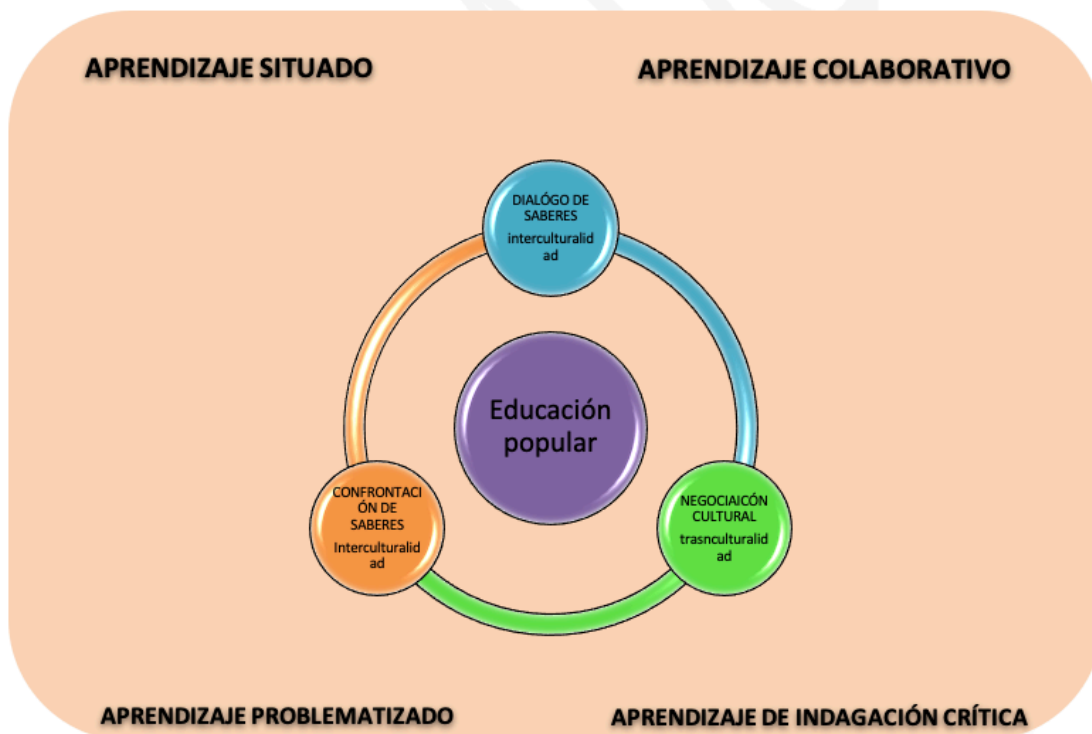 APRENDIZAJE SITUADO
APRENDIZAJE COLABORATIVO
DIALÓGO DE
SABERES
interculturalid
ad
Educación
popular
CONFRONTACI
ÓN DE
SABERES
Interculturalid
ad
NEGOCIAICÓN
CULTURAL
trasnculturalid
ad
APRENDIZAJE PROBLEMATIZADO
APRENDIZAJE DE INDAGACIÓN CRÍTICA